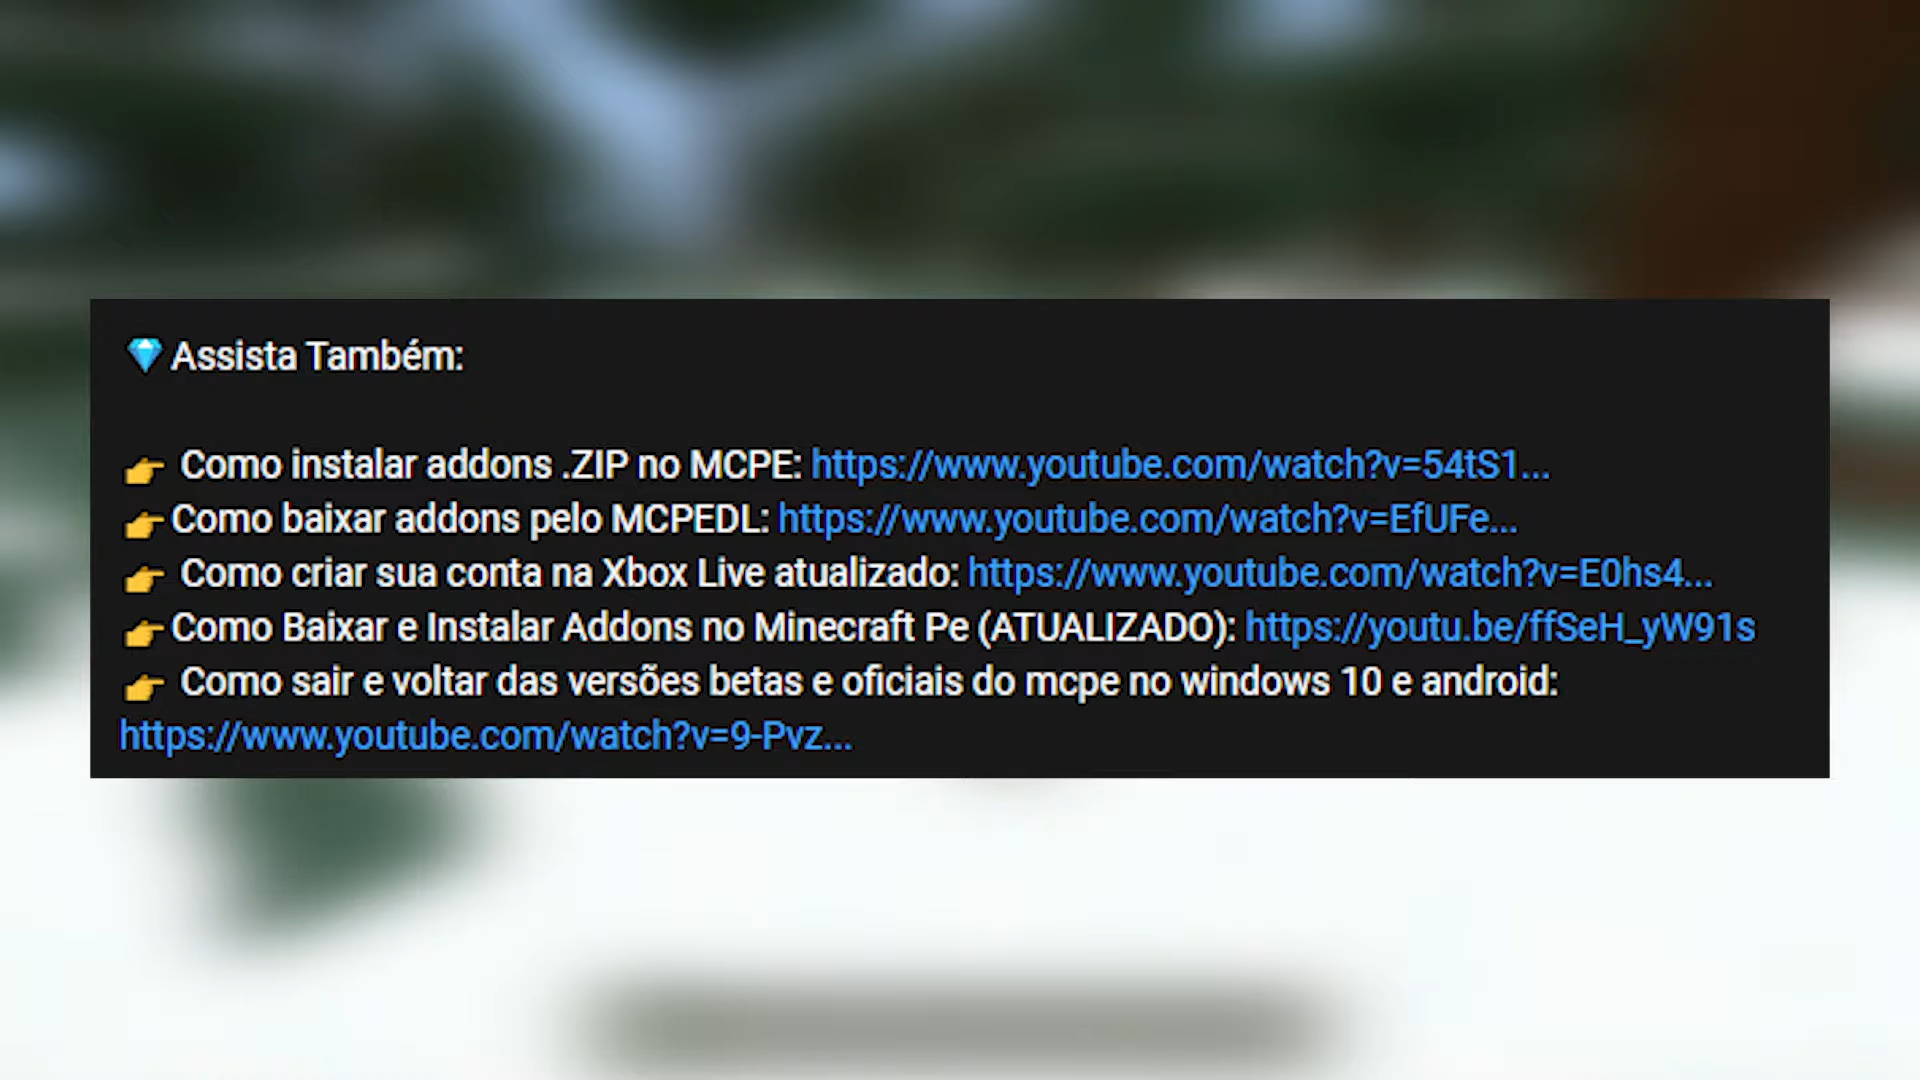 💎 Assista Também:
👉 Como instalar addons .ZIP no MCPE: https://www.youtube.com/watch?v=54tS1...
👉 Como baixar addons pelo MCPEDL: https://www.youtube.com/watch?v=EfUFe...
👉 Como criar sua conta na Xbox Live atualizado: https://www.youtube.com/watch?v=E0hs4...
👉 Como Baixar e Instalar Addons no Minecraft Pe (ATUALIZADO): https://youtu.be/ffSeH_yW91s
👉 Como sair e voltar das versões betas e oficiais do mcpe no windows 10 e android:
https://www.youtube.com/watch?v=9-Pvz...